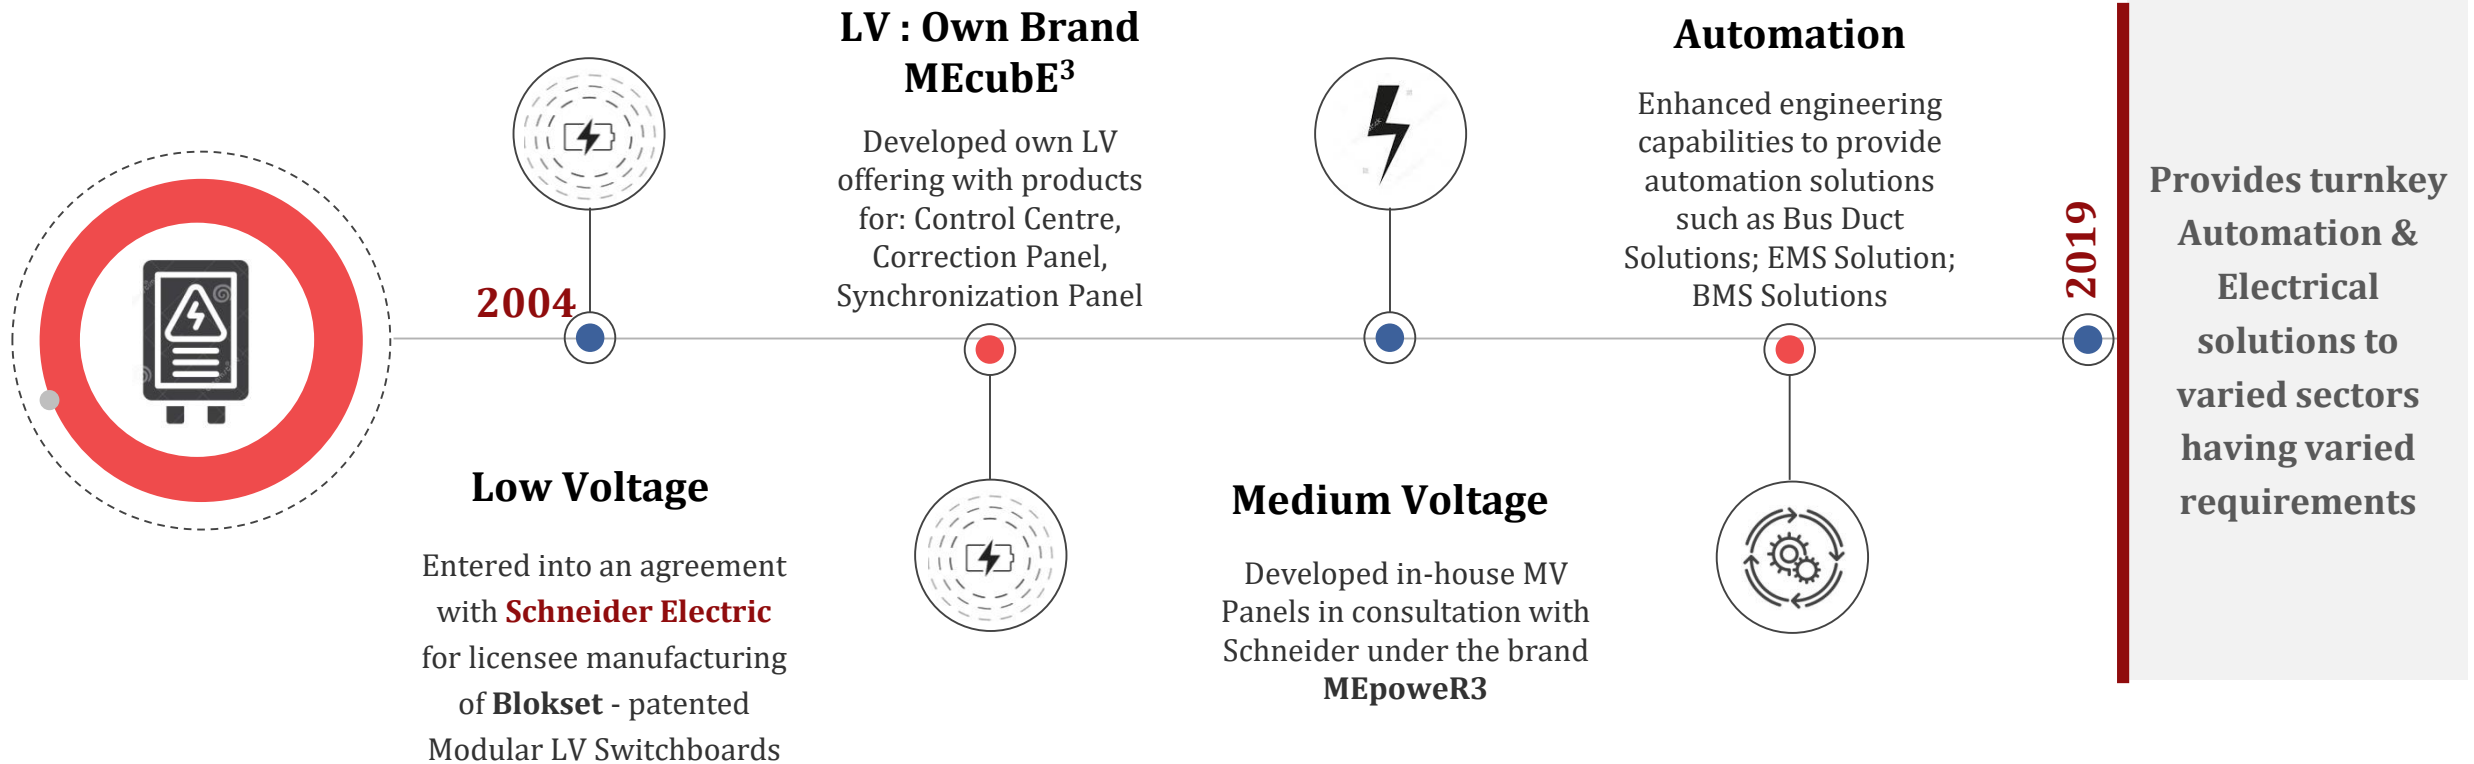 2004
Low Voltage
Entered into an agreement
with Schneider Electric
for licensee manufacturing
of Blokset - patented
Modular LV Switchboards
LV : Own Brand
MEcubE³
Developed own LV
offering with products
for: Control Centre,
Correction Panel,
Synchronization Panel
Medium Voltage
Developed in-house MV
Panels in consultation with
Schneider under the brand
MEpoweR3
Automation
Enhanced engineering
capabilities to provide
automation solutions
such as Bus Duct
Solutions; EMS Solution;
BMS Solutions
2019
Provides turnkey
Automation &
Electrical
solutions to
varied sectors
having varied
requirements